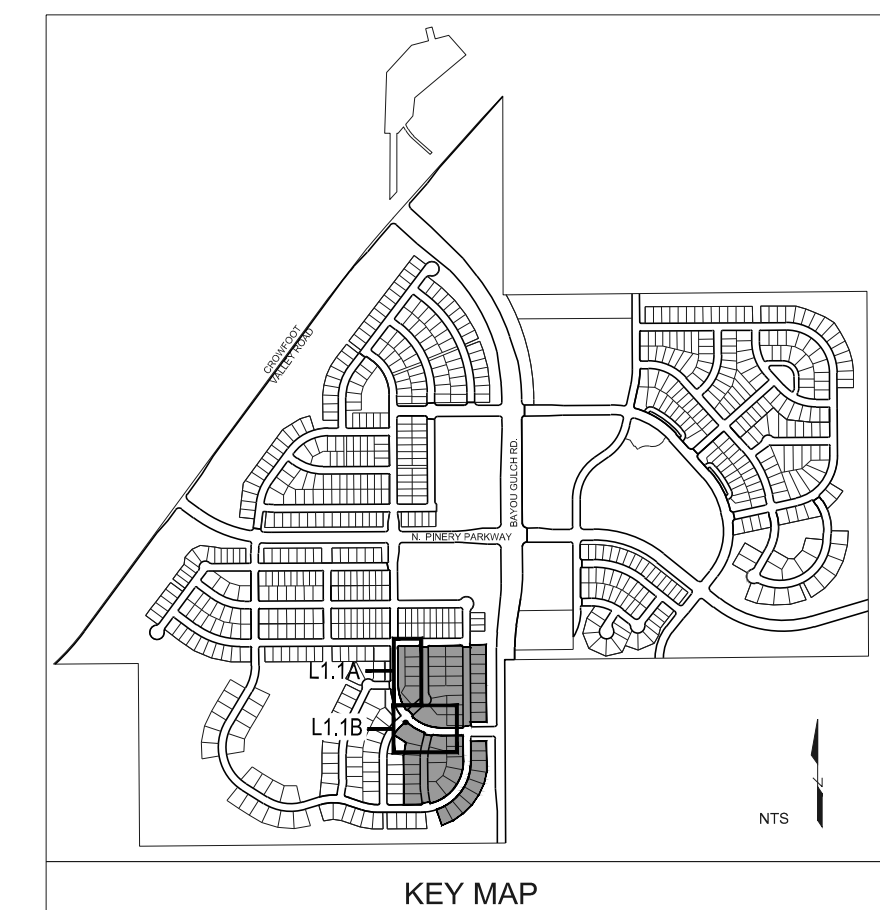 CROWFOOT
VALLEY ROAD
BAYOU GULCH RD.
N. PINERY PARKWAY
L1.1A
L1.1B
NTS
Z
KEY MAP